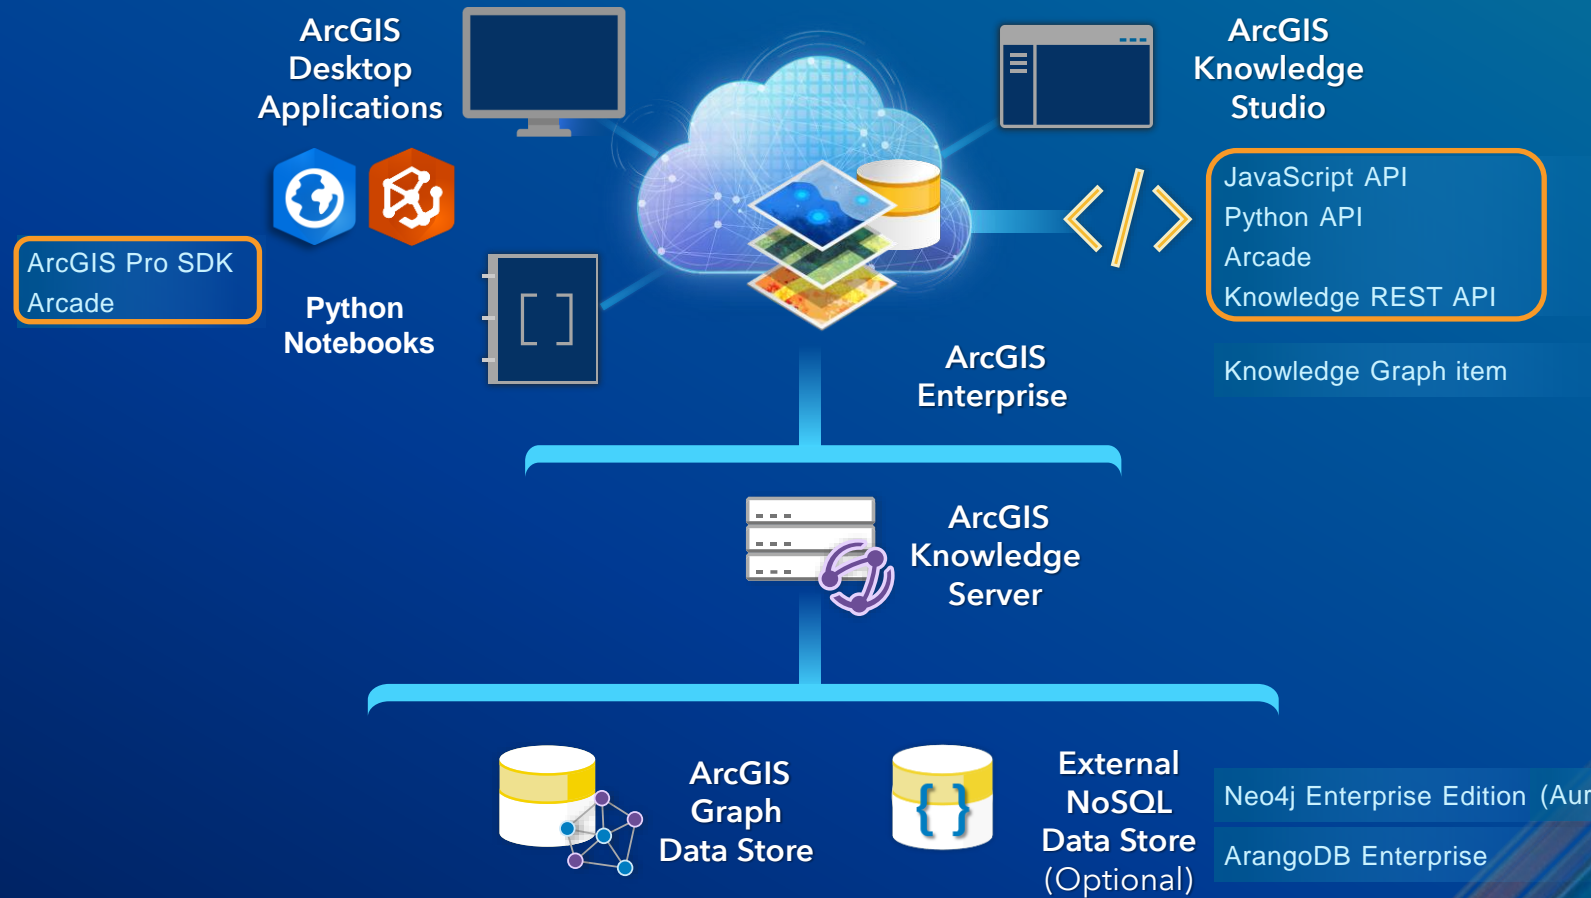 ArcGIS
Desktop
Applications
ArcGIS
Knowledge
Studio
JavaScript API
Python API
Arcade
Knowledge REST API
ArcGIS Pro SDK
Arcade
Python
Notebooks
ArcGIS
Enterprise
Knowledge Graph item
ArcGIS
Knowledge
Server
ArcGIS
Graph
Data Store
External
NoSQL
Data Store
(Optional)
Neo4j Enterprise Edition
ArangoDB Enterprise